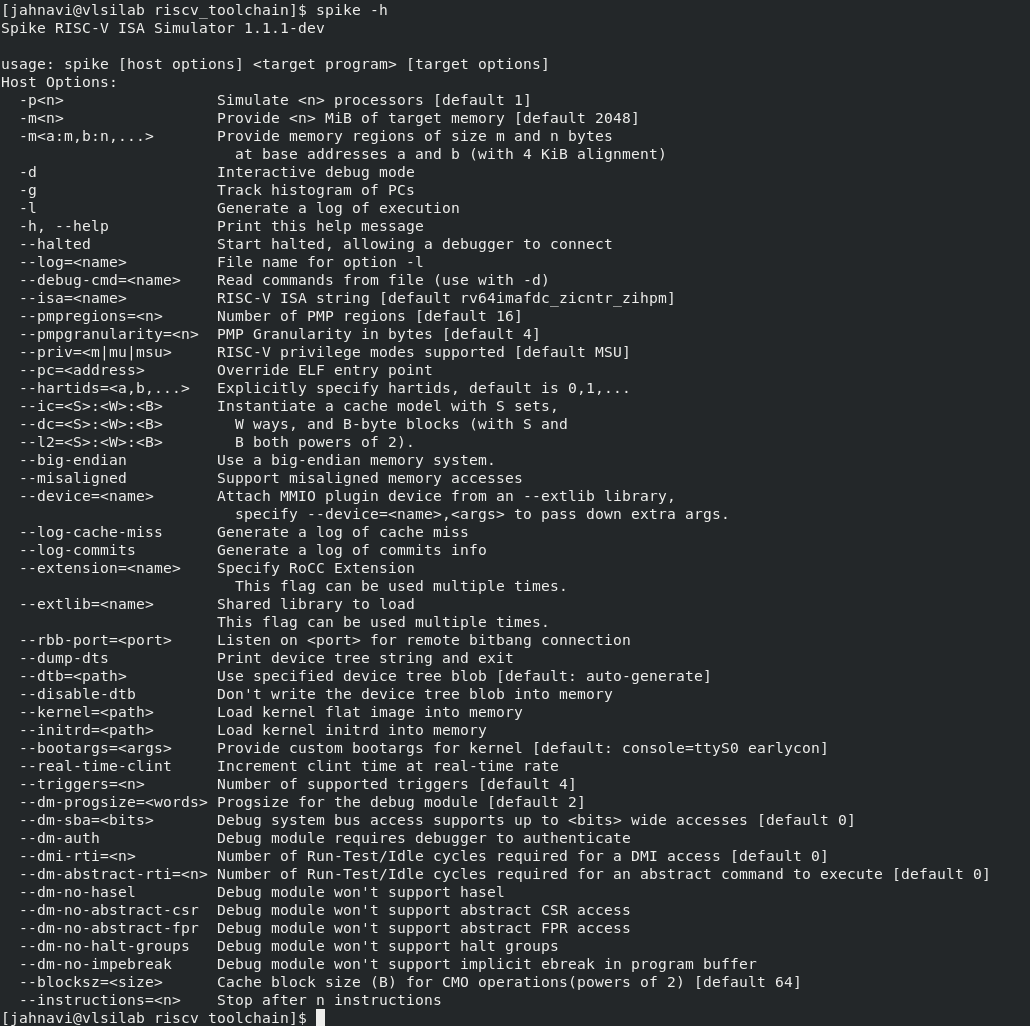 [jahnavi@vlsilab riscv_toolchain]$ spike -h
Spike RISC-V ISA Simulator 1.1.1-dev

usage: spike [host options] <target program> [target options]
Host Options:
  -p<n>                 Simulate <n> processors [default 1]
  -m<n>                 Provide <n> MiB of target memory [default 2048]
  -m<a:m,b:n,...>       Provide memory regions of size m and n bytes
                          at base addresses a and b (with 4 KiB alignment)
  -d                    Interactive debug mode
  -g                    Track histogram of PCs
  -l                    Generate a log of execution
  -h, --help            Print this help message
  --halted              Start halted, allowing a debugger to connect
  --log=<name>          File name for option -l
  --debug-cmd=<name>    Read commands from file (use with -d)
  --isa=<name>          RISC-V ISA string [default rv64imafdc_zicntr_zihpm]
  --pmpregions=<n>      Number of PMP regions [default 16]
  --pmpgranularity=<n>  PMP Granularity in bytes [default 4]
  --priv=<m|mu|msu>     RISC-V privilege modes supported [default MSU]
  --pc=<address>        Override ELF entry point
  --hartids=<a,b,...>   Explicitly specify hartids, default is 0,1,...
  --ic=<S>:<W>:<B>      Instantiate a cache model with S sets,
  --dc=<S>:<W>:<B>        W ways, and B-byte blocks (with S and
  --l2=<S>:<W>:<B>        B both powers of 2).
  --big-endian          Use a big-endian memory system.
  --misaligned          Support misaligned memory accesses
  --device=<name>       Attach MMIO plugin device from an --extlib library,
                          specify --device=<name>,<args> to pass down extra args.
  --log-cache-miss      Generate a log of cache miss
  --log-commits         Generate a log of commits info
  --extension=<name>    Specify RoCC Extension
                          This flag can be used multiple times.
  --extlib=<name>       Shared library to load
                        This flag can be used multiple times.
  --rbb-port=<port>     Listen on <port> for remote bitbang connection
  --dump-dts            Print device tree string and exit
  --dtb=<path>          Use specified device tree blob [default: auto-generate]
  --disable-dtb         Don't write the device tree blob into memory
  --kernel=<path>       Load kernel flat image into memory
  --initrd=<path>       Load kernel initrd into memory
  --bootargs=<args>     Provide custom bootargs for kernel [default: console=ttyS0 earlycon]
  --real-time-clint     Increment clint time at real-time rate
  --triggers=<n>        Number of supported triggers [default 4]
  --dm-progsize=<words> Progsize for the debug module [default 2]
  --dm-sba=<bits>       Debug system bus access supports up to <bits> wide accesses [default 0]
  --dm-auth             Debug module requires debugger to authenticate
  --dmi-rti=<n>         Number of Run-Test/Idle cycles required for a DMI access [default 0]
  --dm-abstract-rti=<n> Number of Run-Test/Idle cycles required for an abstract command to execute [default 0]
  --dm-no-hasel         Debug module won't support hasel
  --dm-no-abstract-csr  Debug module won't support abstract CSR access
  --dm-no-abstract-fpr  Debug module won't support abstract FPR access
  --dm-no-halt-groups   Debug module won't support halt groups
  --dm-no-impebreak     Debug module won't support implicit ebreak in program buffer
  --blocksz=<size>      Cache block size (B) for CMO operations(powers of 2) [default 64]
  --instructions=<n>    Stop after n instructions
[jahnavi@vlsilab riscv_toolchain]$